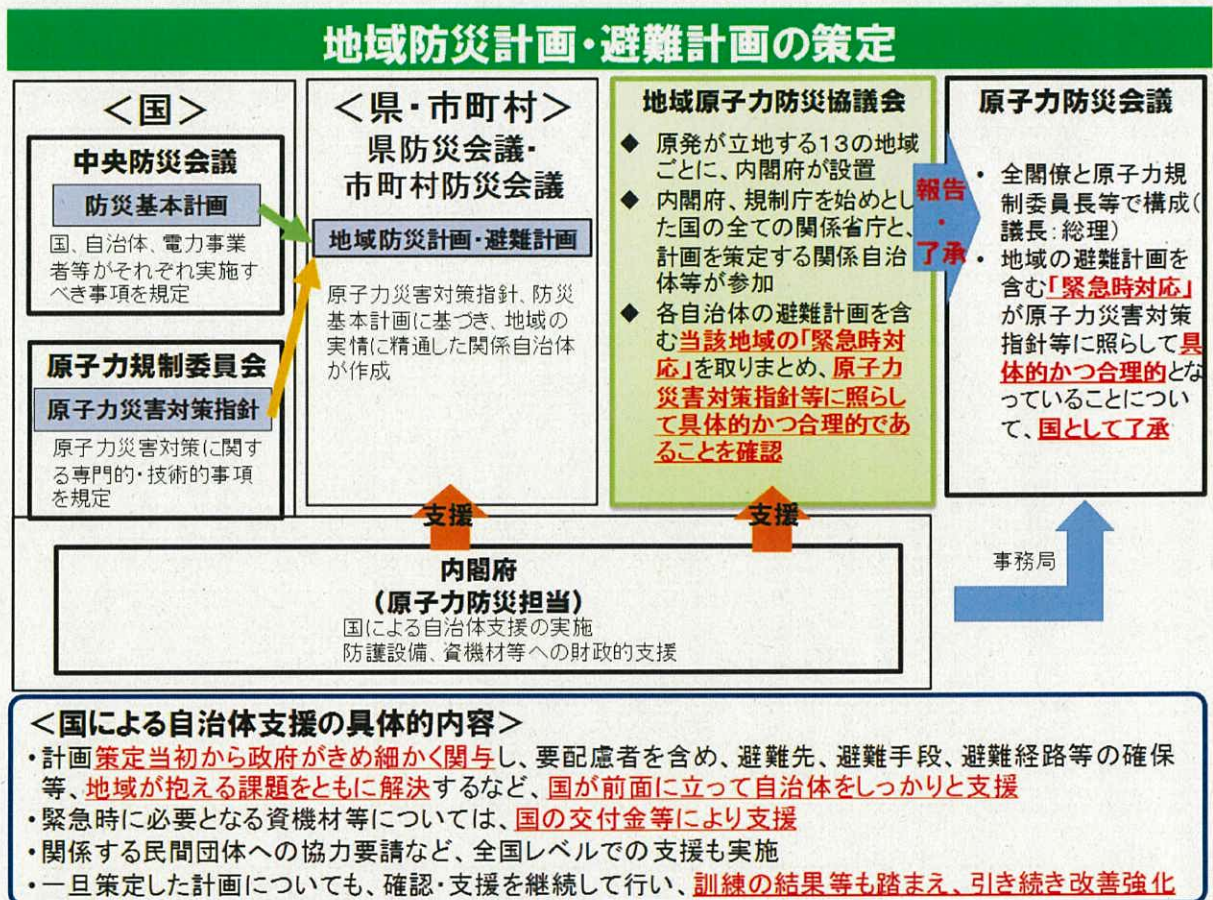 地域防災計画・避難計画の策定
＜国＞
中央防災会議
防災基本計画
国、自治体、電力事業
者等がそれぞれ実施す
べき事項を規定
原子力規制委員会
原子力災害対策指針
原子力災害対策に関す
る専門的・技術的事項
を規定
＜県・市町村＞
県防災会議・
市町村防災会議
地域防災計画・避難計画
原子力災害対策指針、防災
基本計画に基づき、地域の
実情に精通した関係自治体
が作成
地域原子力防災協議会
◆ 原発が立地する13の地域
ごとに、内閣府が設置
◆ 内閣府、規制庁を始めとし
た国の全ての関係省庁と、
計画を策定する関係自治
体等が参加
◆ 各自治体の避難計画を含
む当該地域の「緊急時対
応」を取りまとめ、原子力
災害対策指針等に照らし
て具体的かつ合理的であ
ることを確認
報告
・
了承
原子力防災会議
・ 全閣僚と原子力規
制委員長等で構成(
議長:総理)
・ 地域の避難計画を
含む「緊急時対応」
が原子力災害対策
指針等に照らして具
体的かつ合理的とな
っていることについ
て、国として了承
支援
支援
事務局
内閣府
(原子力防災担当)
国による自治体支援の実施
防護設備、資機材等への財政的支援
＜国による自治体支援の具体的内容＞
・計画策定当初から政府がきめ細かく関与し、要配慮者を含め、避難先、避難手段、避難経路等の確保
等、地域が抱える課題をともに解決するなど、国が前面に立って自治体をしっかりと支援
・緊急時に必要となる資機材等については、国の交付金等により支援
・関係する民間団体への協力要請など、全国レベルでの支援も実施
・一旦策定した計画についても、確認・支援を継続して行い、訓練の結果等も踏まえ、引き続き改善強化